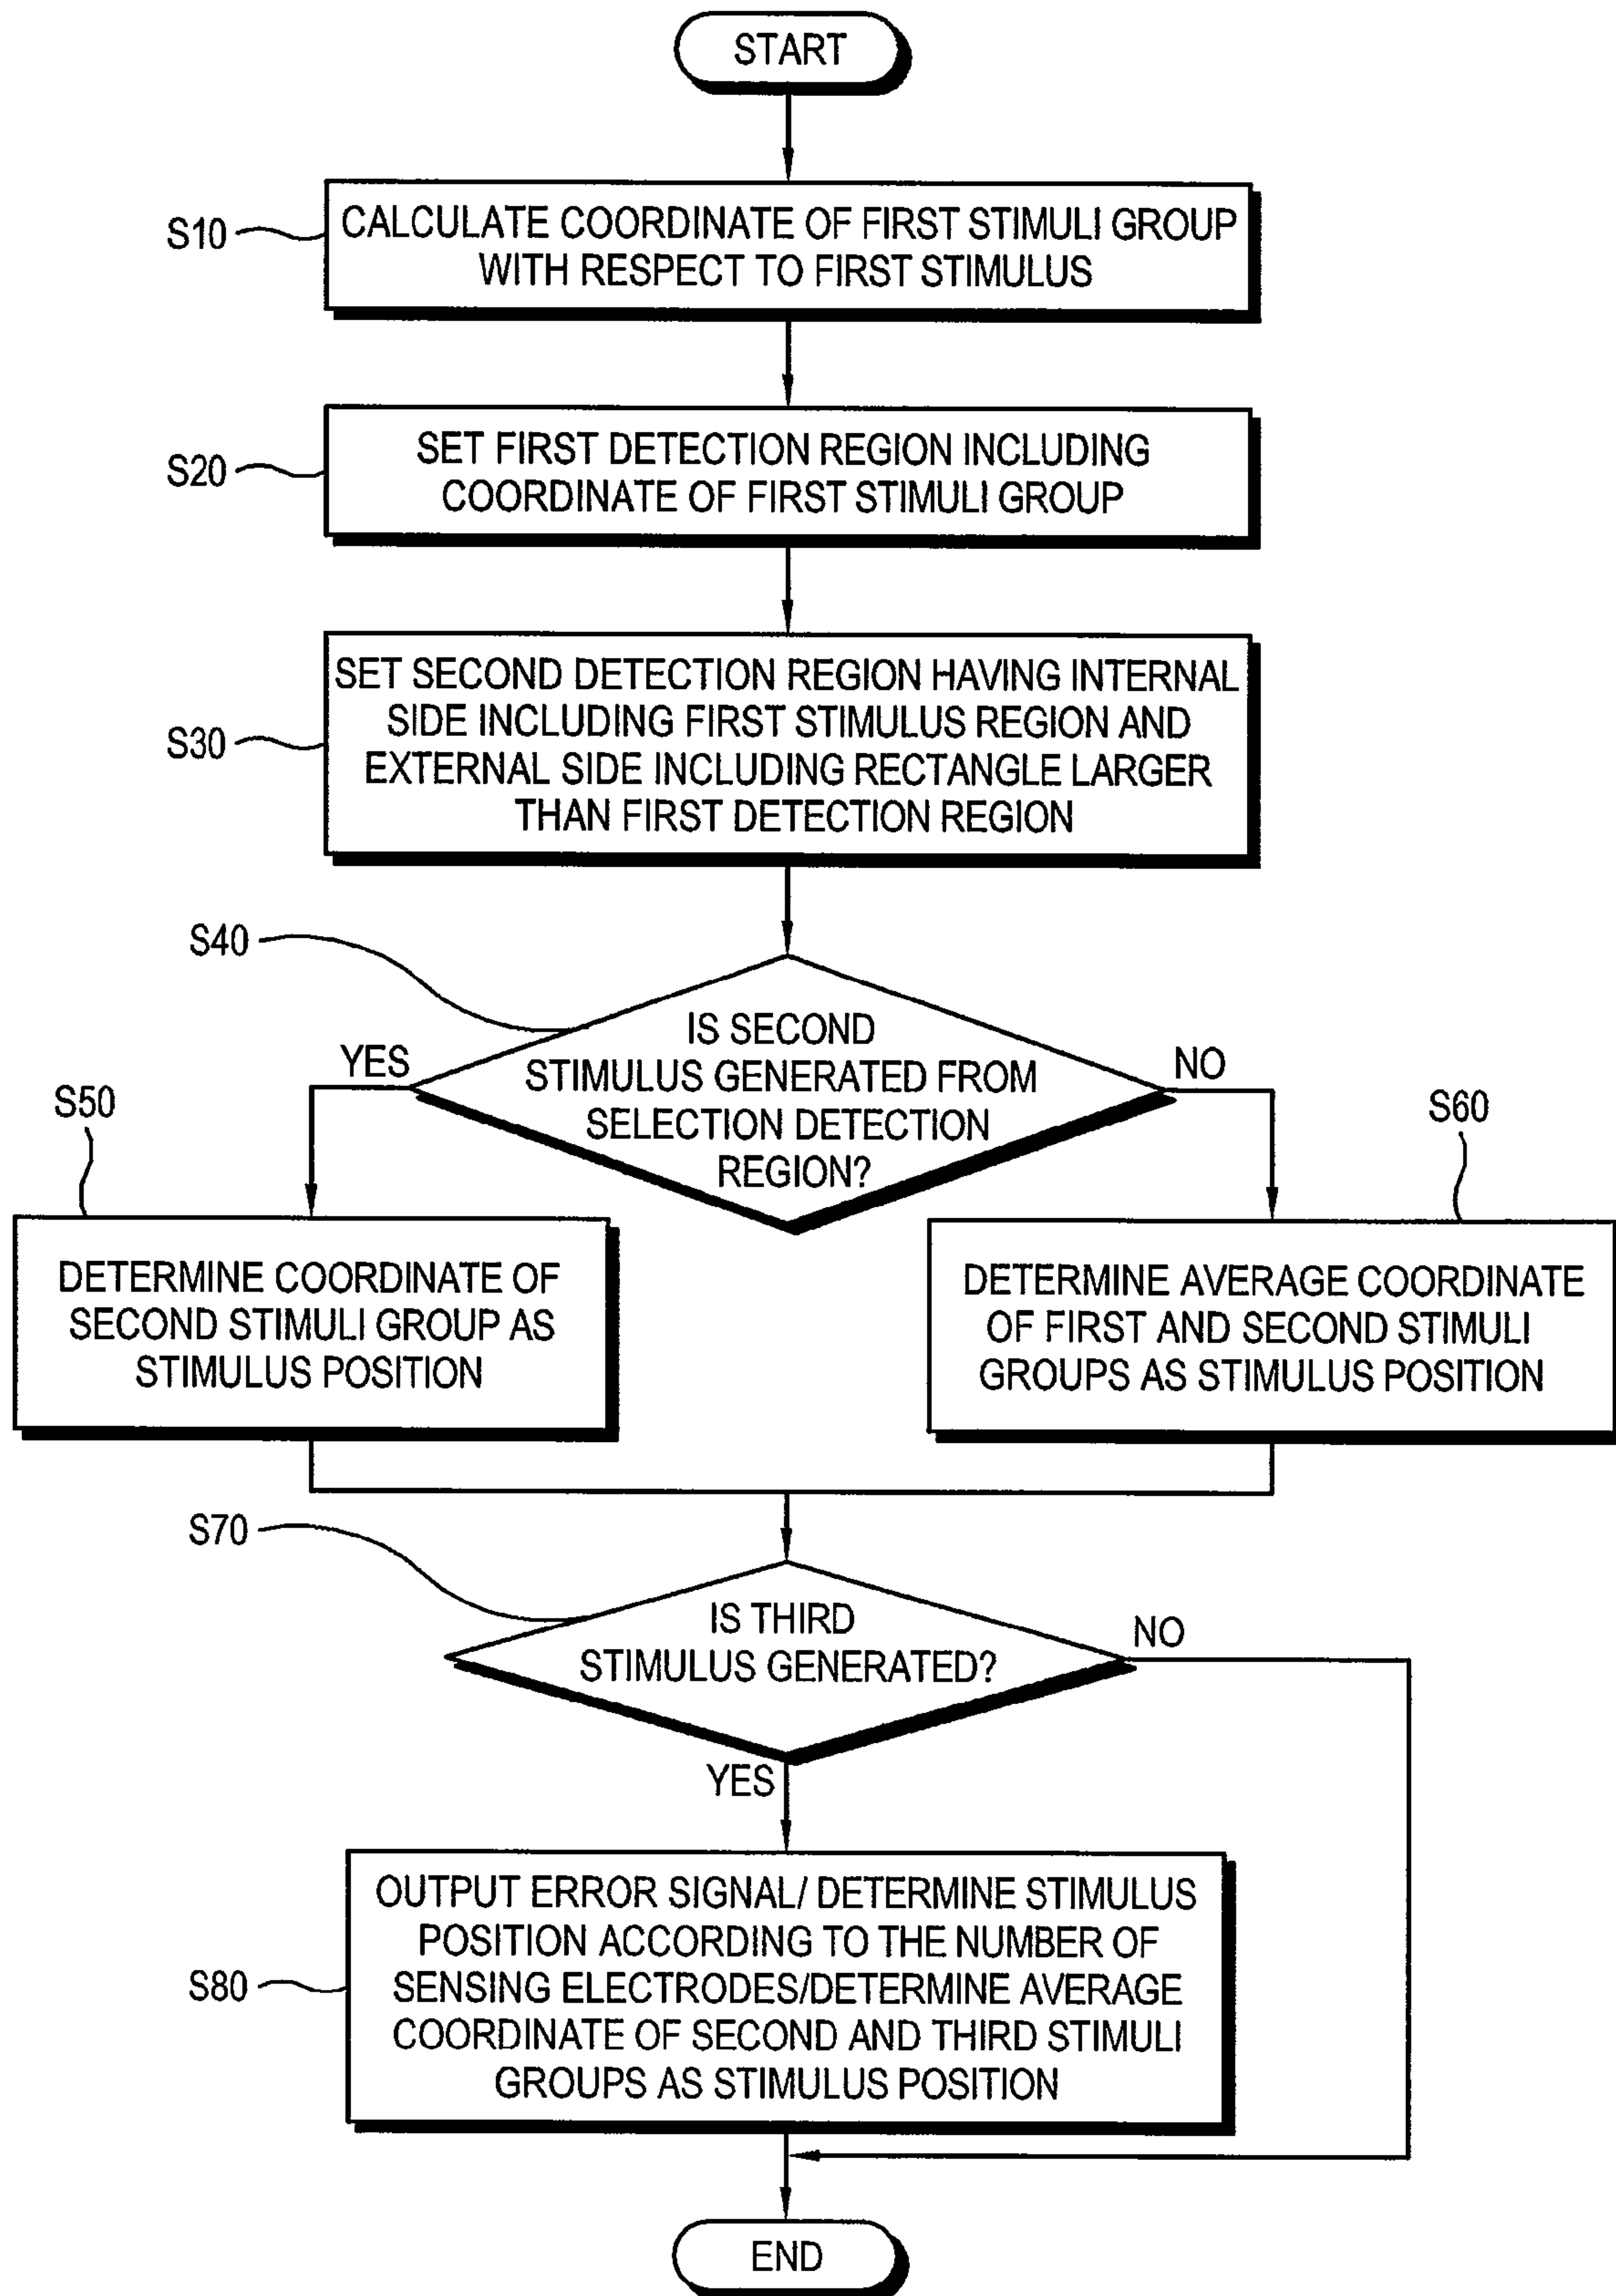 START
S10
CALCULATE COORDINATE OF FIRST STIMULI GROUP
WITH RESPECT TO FIRST STIMULUS
S20
SET FIRST DETECTION REGION INCLUDING
COORDINATE OF FIRST STIMULI GROUP
S30
SET SECOND DETECTION REGION HAVING INTERNAL
SIDE INCLUDING FIRST STIMULUS REGION AND
EXTERNAL SIDE INCLUDING RECTANGLE LARGER
THAN FIRST DETECTION REGION
S40
IS SECOND
STIMULUS GENERATED FROM
SELECTION DETECTION
REGION?
YES
NO
S50
DETERMINE COORDINATE OF
SECOND STIMULI GROUP AS
STIMULUS POSITION
S60
DETERMINE AVERAGE COORDINATE
OF FIRST AND SECOND STIMULI
GROUPS AS STIMULUS POSITION
S70
IS THIRD
STIMULUS GENERATED?
NO
YES
S80
OUTPUT ERROR SIGNAL/ DETERMINE STIMULUS
POSITION ACCORDING TO THE NUMBER OF
SENSING ELECTRODES/DETERMINE AVERAGE
COORDINATE OF SECOND AND THIRD STIMULI
GROUPS AS STIMULUS POSITION
END